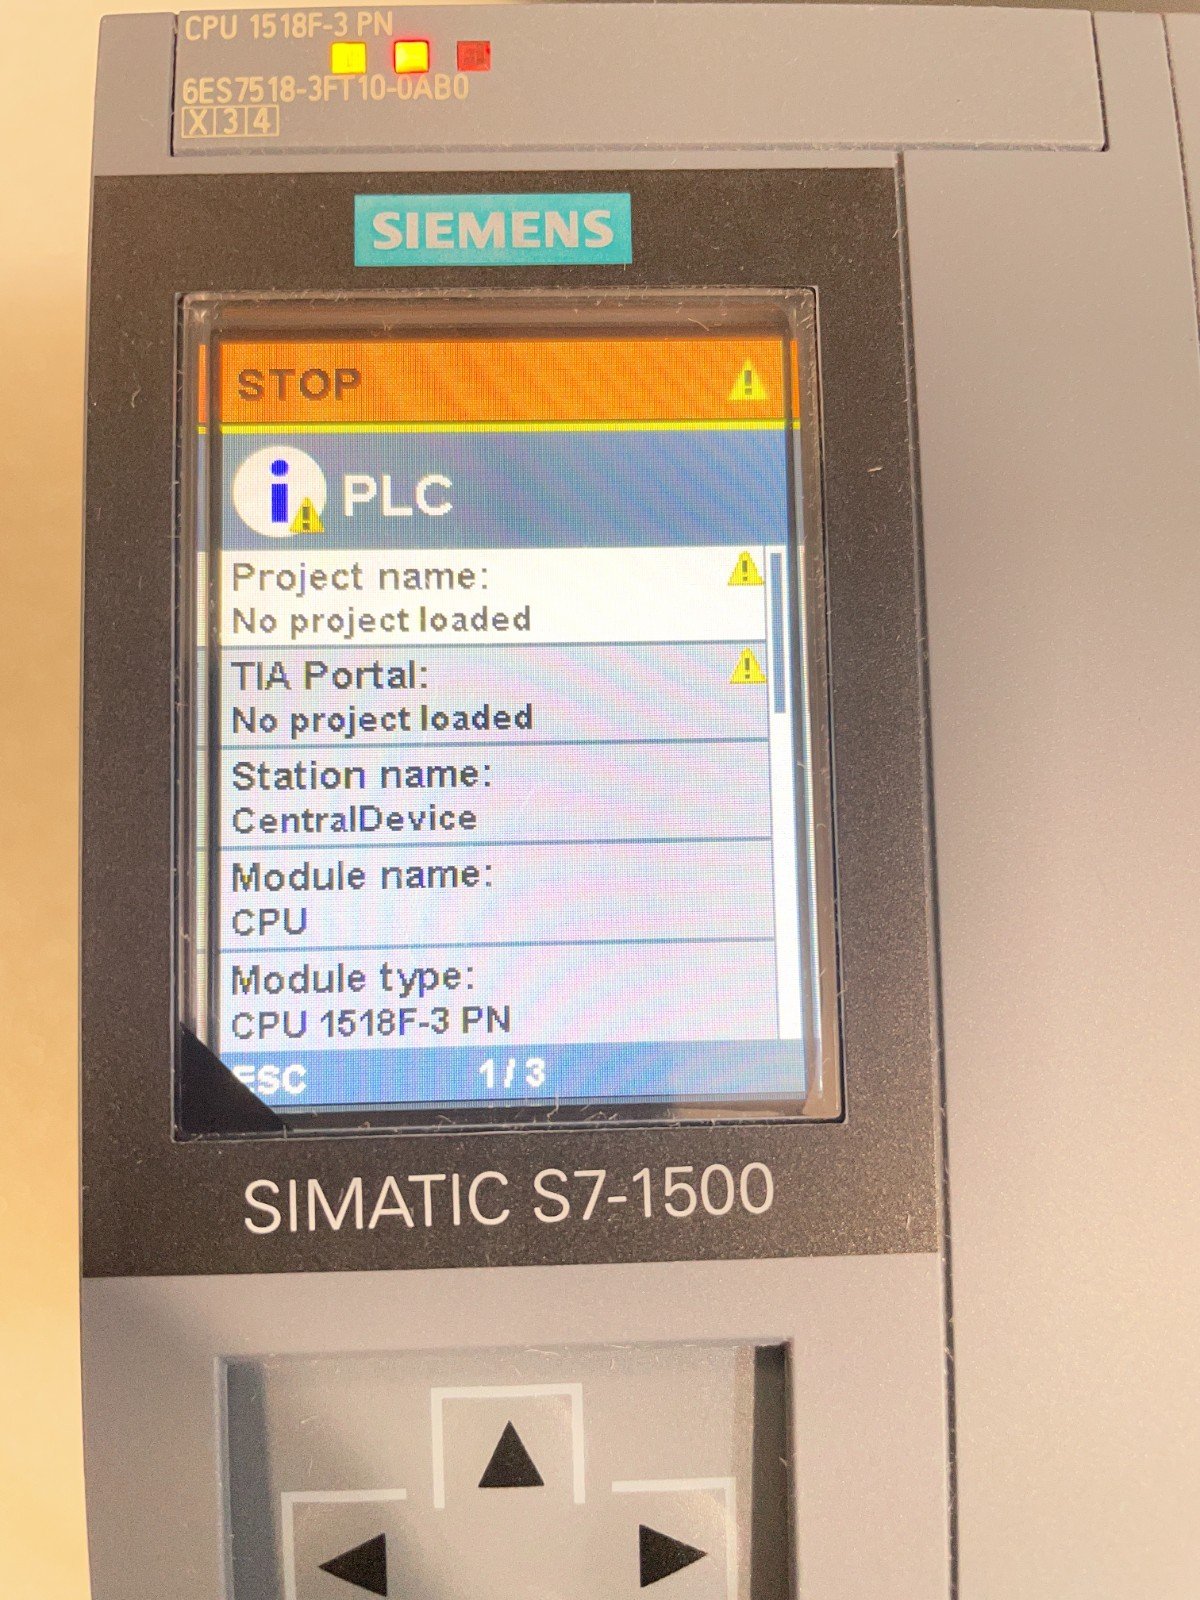 CPU 1518F-3 PN
6ES7518-3FT10-0AB0
X 3 4
SIEMENS
STOP
PLC
Project name:
No project loaded
TIA Portal:
No project loaded
Station name:
CentralDevice
Module name:
CPU
Module type:
CPU 1518F-3 PN
ESC 1/3
SIMATIC S7-1500